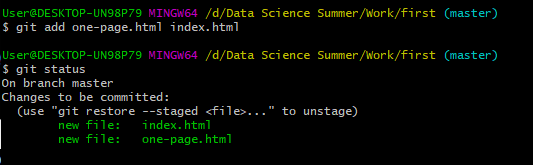 User@DESKTOP-UN98P79 MINGW64 /d/Data Science Summer/Work/first (master)
$ git add one-page.html index.html
User@DESKTOP-UN98P79 MINGW64 /d/Data Science Summer/Work/first (master)
$ git status
On branch master
Changes to be committed:
  (use "git restore --staged <file>..." to unstage)
        new file:   index.html
        new file:   one-page.html